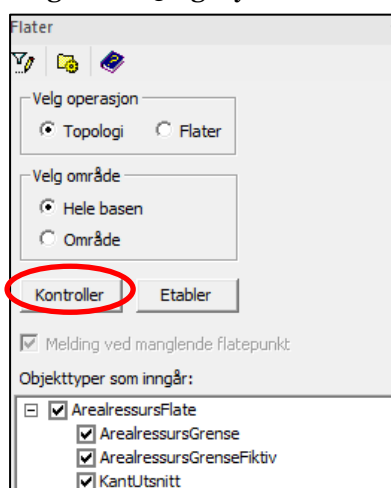 Flater
Velg operasjon
Topologi Flater
Velg område
Hele basen
Område
Kontroller Etabler
Melding ved manglende flatepunkt
Objekttyper som inngår:
ArealressursFlate
ArealressursGrense
ArealressursGrenseFiktiv
KantUtsnitt